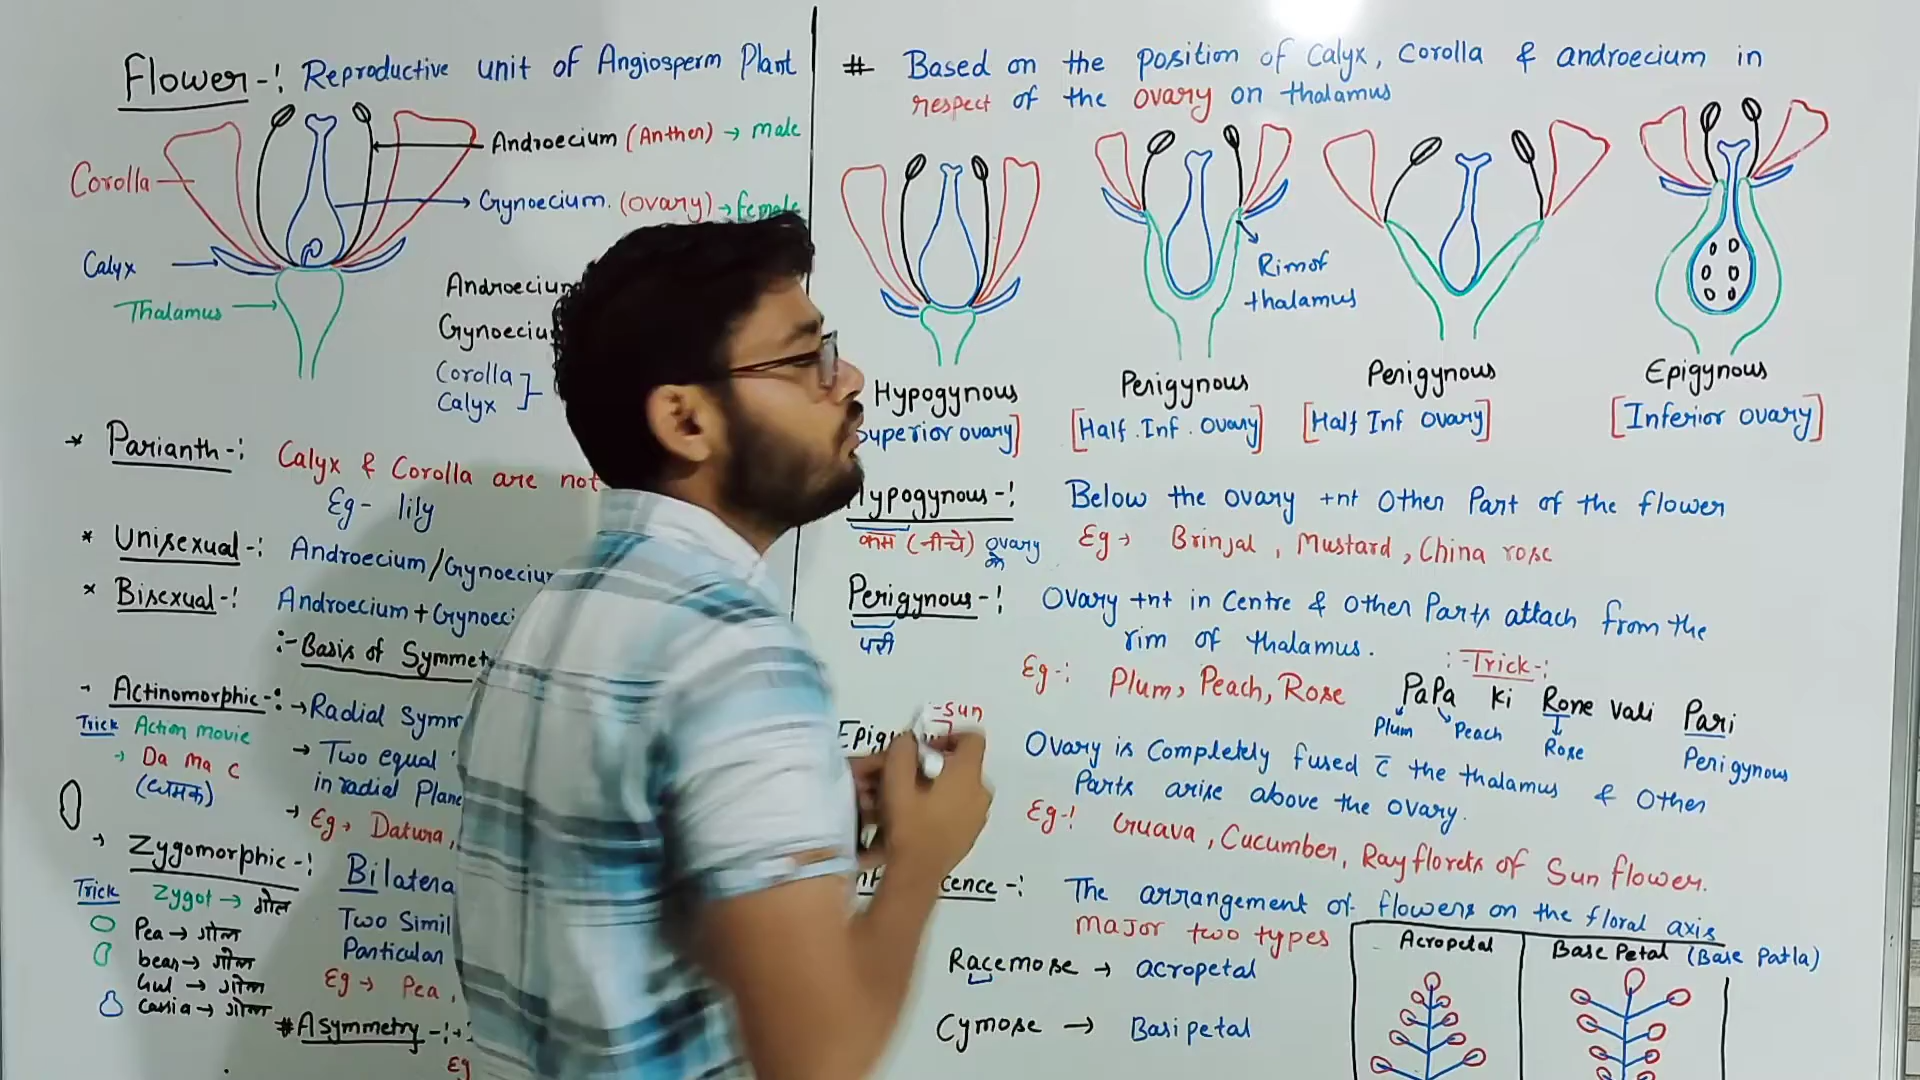 Flower-: Reproductive unit of Angiosperm Plant
Androecium (Anther) → male
Corolla
Gynoecium. (ovary) → female
Calyx
Thalamus
Androecium
Gynoecium
Corolla
Calyx
* Parianth-: Calyx & Corolla are not
Eg- lily
* Unisexual-: Androecium/Gynoecium
* Bisexual-: Androecium + Gynoeci
:-Basis of Symmet
→ Actinomorphic-: → Radial Symm
Trick Action movie
→ Two equal
in radial Plane
→ Da ma c
(धमक)
→ Eg → Datura,
→ Zygomorphic-: Bilatera
Trick Zygot → गोल
Two Simil
Pea → गोल
Particular
bean → गोल
Gul → गोल
Eg → Pea,
Cassia → गोल
#Asymmetry-:
Eg
# Based on the position of Calyx, Corolla & androecium in
respect of the ovary on thalamus
Rim of
thalamus
Hypogynous
Perigynous
Perigynous
Epigynous
Superior ovary]
[Half. Inf. Ovary]
[Half Inf Ovary]
[Inferior ovary]
Hypogynous-: Below the ovary +nt Other Part of the flower
कम (नीचे) ovary के
Eg → Brinjal, Mustard, China rose
Perigynous-: Ovary +nt in Centre & other Parts attach from the
rim of thalamus.
परी
Eg-: Plum, Peach, Rose
:-Trick-:
PaPa ki Rone vali Pari
Plum Peach Rose Perigynous
-sun
Epigy
Ovary is Completely fused c̄ the thalamus & Other
Parts arise above the ovary.
Eg-: Guava, Cucumber, Ray florets of Sun flower.
cence-: The arrangement of flowers on the floral axis
Major two types
Racemose → acropetal
Cymose → Basipetal
Acropetal
Base Petal (Base Patla)